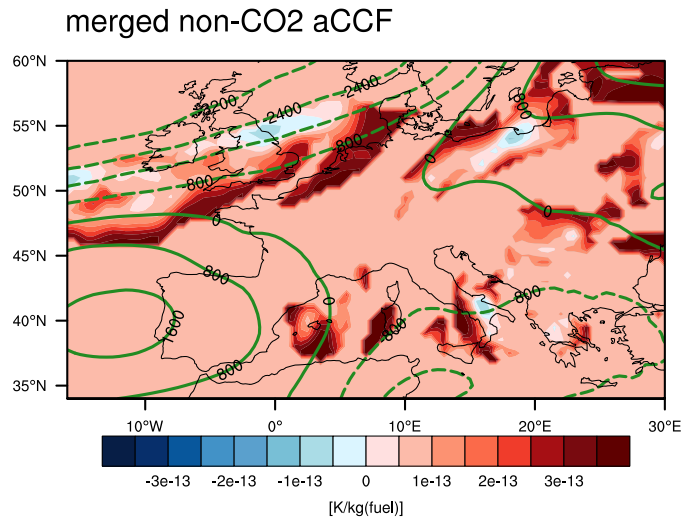 merged non-CO2 aCCF
60°N
55°N
50°N
45°N
40°N
35°N
-3200
-2400
-2400
800
800
800
0
0
0
800
1600
800
0
800
800
10°W
0°
10°E
20°E
30°E
-3e-13
-2e-13
-1e-13
0
1e-13
2e-13
3e-13
[K/kg(fuel)]